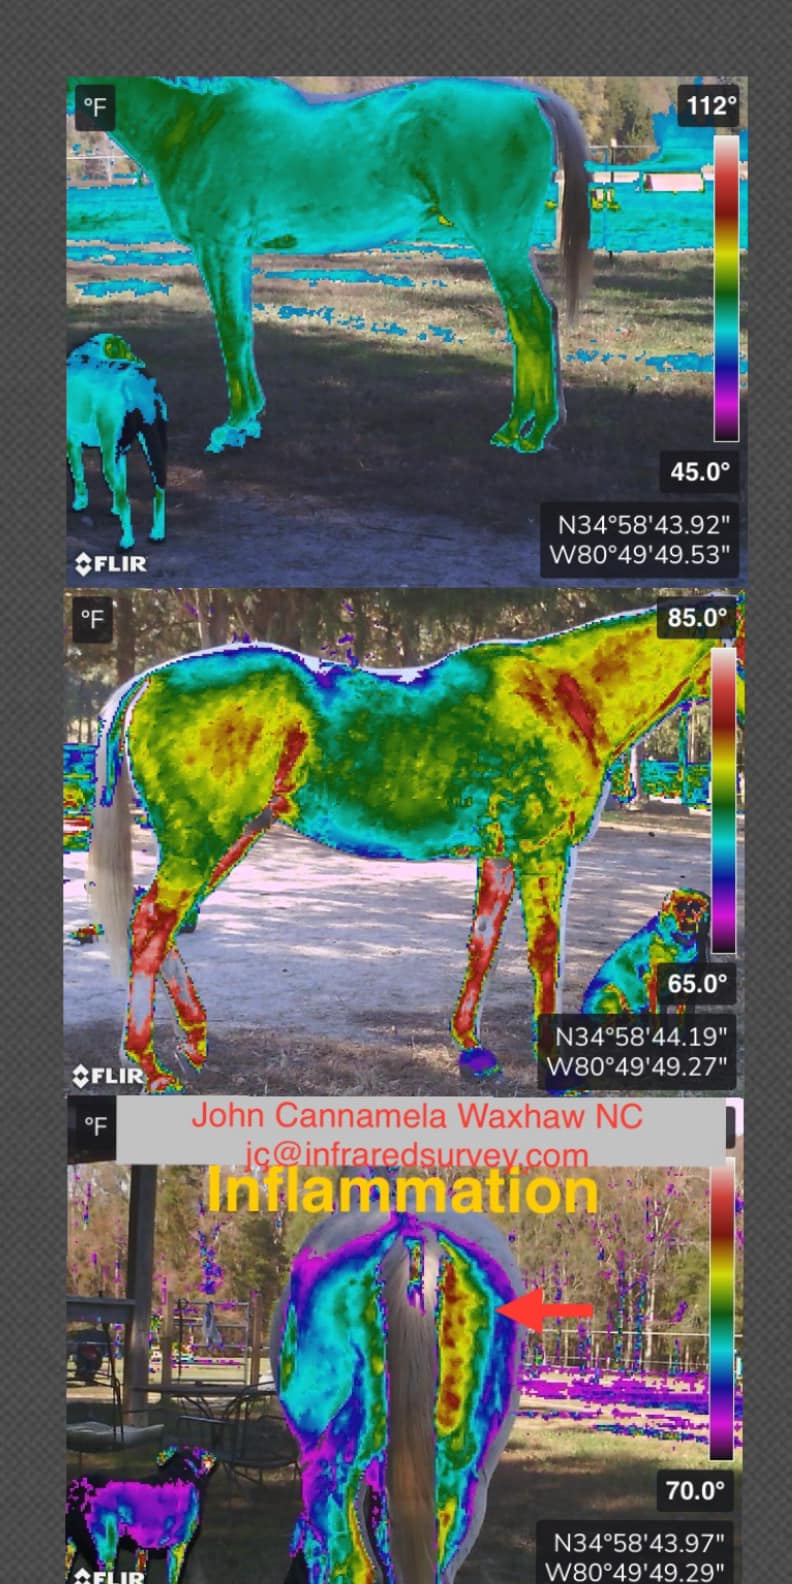 °F
112°
45.0°
N34°58'43.92"
W80°49'49.53"
FLIR
°F
85.0°
65.0°
N34°58'44.19"
W80°49'49.27"
FLIR
°F
John Cannamela Waxhaw NC
jc@infraredsurvey.com
Inflammation
70.0°
N34°58'43.97"
W80°49'49.29"
FLIR